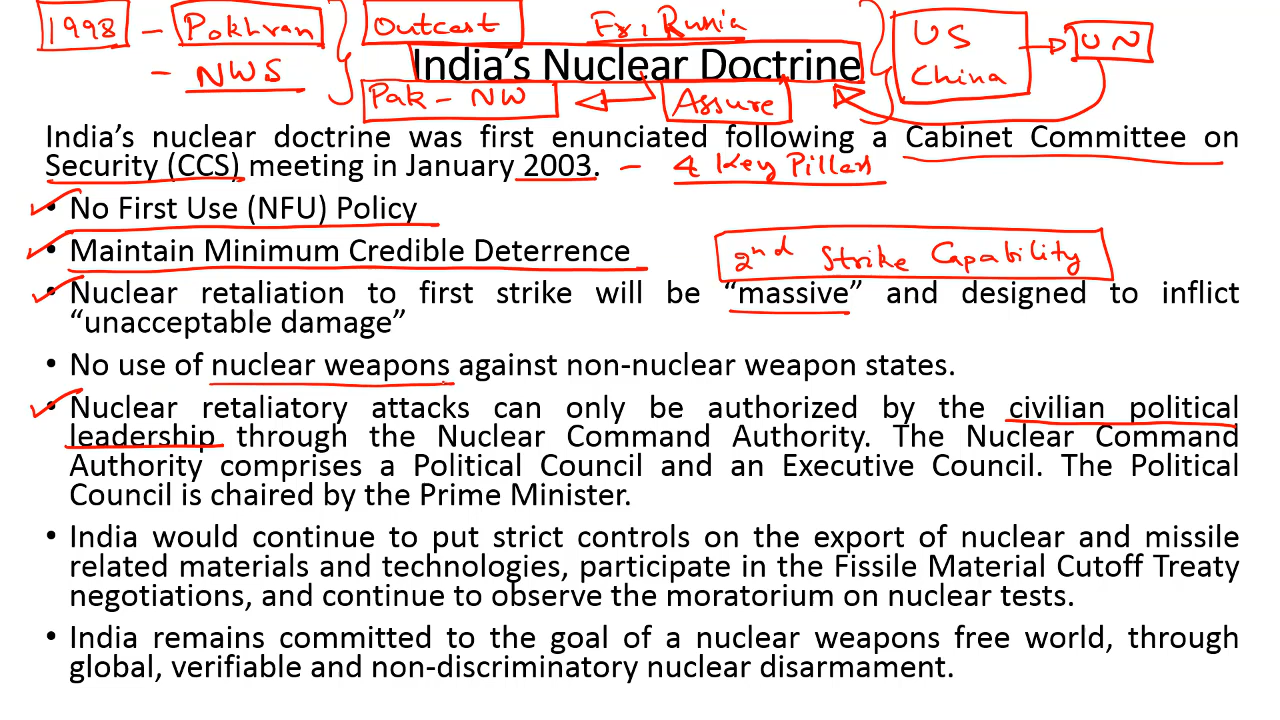 1998 - Pokhran
Outcast
Fr, Russia
US
China
UN
- NWS
India's Nuclear Doctrine
Pak - NW
Assure
India's nuclear doctrine was first enunciated following a Cabinet Committee on
Security (CCS) meeting in January 2003. - 4 Key Pillars
• No First Use (NFU) Policy
• Maintain Minimum Credible Deterrence
2nd Strike Capability
• Nuclear retaliation to first strike will be “massive” and designed to inflict
“unacceptable damage”
• No use of nuclear weapons against non-nuclear weapon states.
• Nuclear retaliatory attacks can only be authorized by the civilian political
leadership through the Nuclear Command Authority. The Nuclear Command
Authority comprises a Political Council and an Executive Council. The Political
Council is chaired by the Prime Minister.
• India would continue to put strict controls on the export of nuclear and missile
related materials and technologies, participate in the Fissile Material Cutoff Treaty
negotiations, and continue to observe the moratorium on nuclear tests.
• India remains committed to the goal of a nuclear weapons free world, through
global, verifiable and non-discriminatory nuclear disarmament.